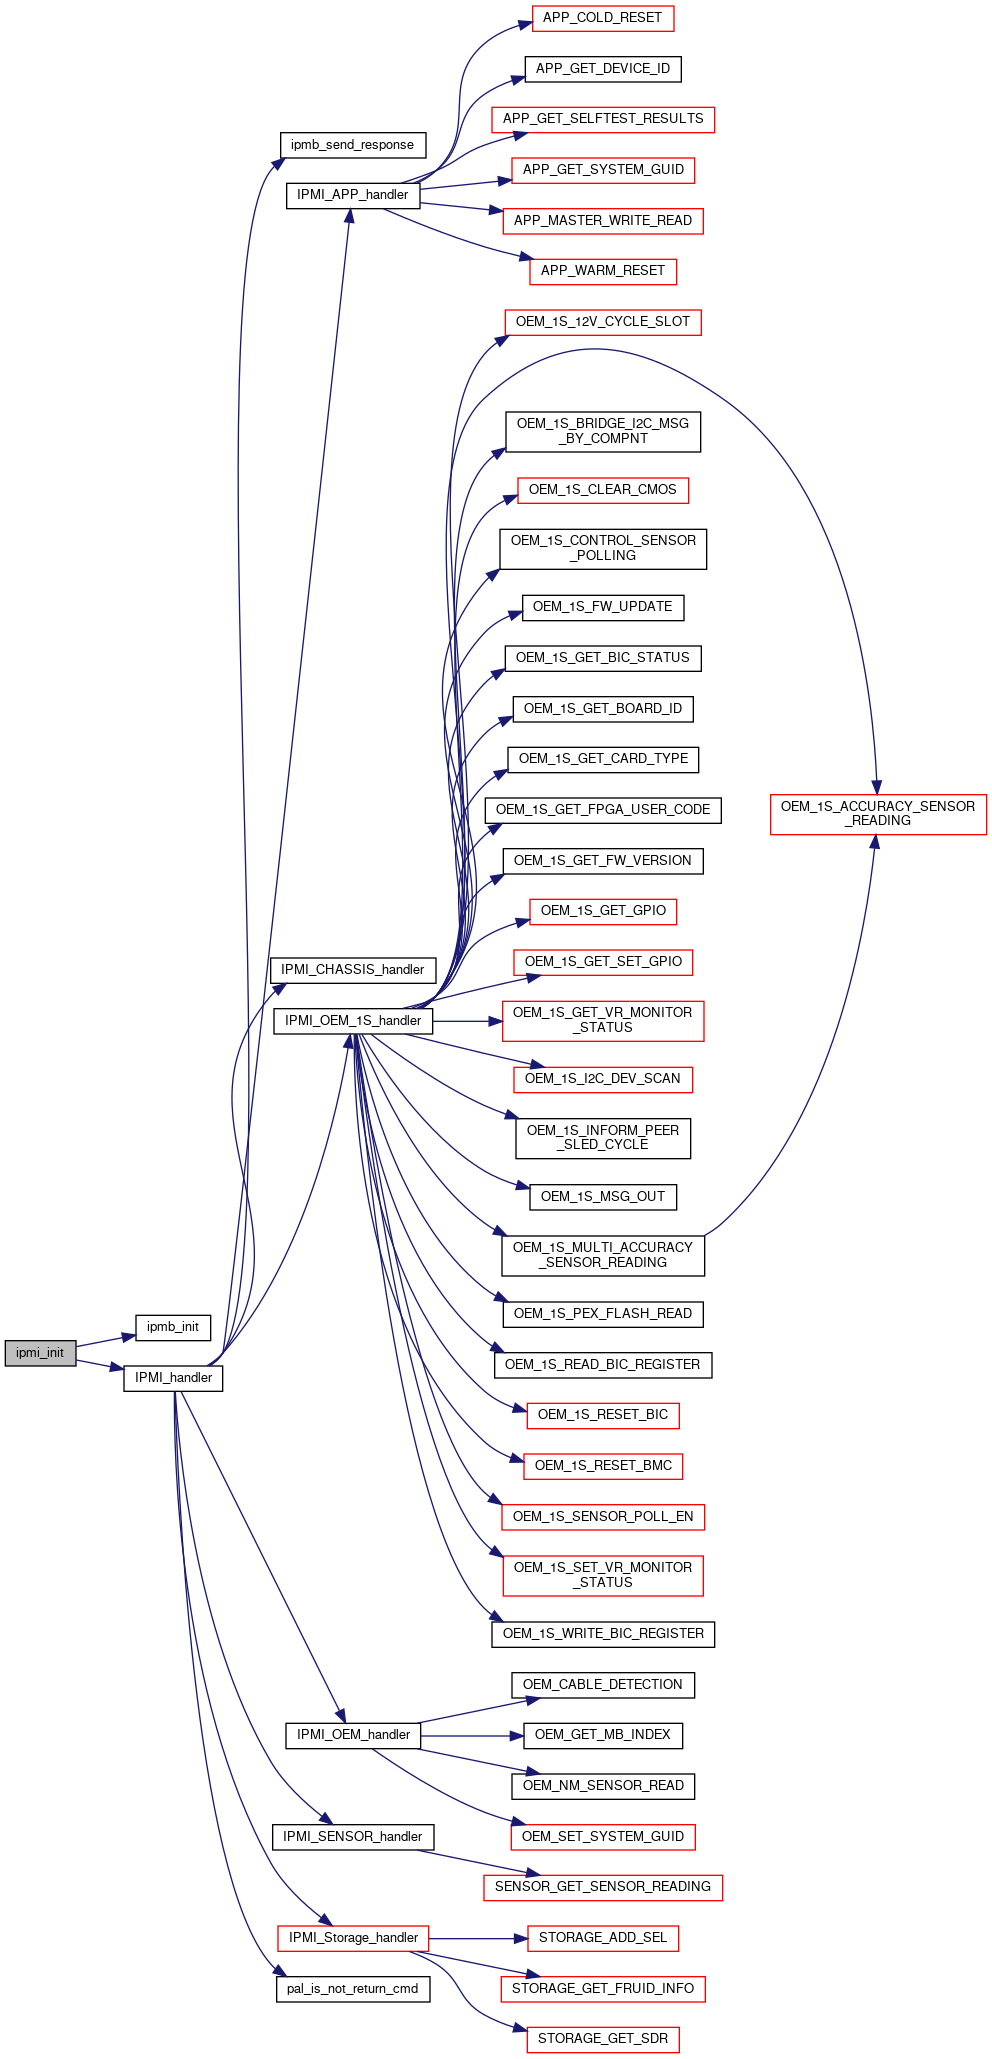 APP_COLD_RESET
APP_GET_DEVICE_ID
APP_GET_SELFTEST_RESULTS
ipmb_send_response
APP_GET_SYSTEM_GUID
IPMI_APP_handler
APP_MASTER_WRITE_READ
APP_WARM_RESET
OEM_1S_12V_CYCLE_SLOT
OEM_1S_BRIDGE_I2C_MSG
_BY_COMPNT
OEM_1S_CLEAR_CMOS
OEM_1S_CONTROL_SENSOR
_POLLING
OEM_1S_FW_UPDATE
OEM_1S_GET_BIC_STATUS
OEM_1S_GET_BOARD_ID
OEM_1S_GET_CARD_TYPE
OEM_1S_GET_FPGA_USER_CODE
OEM_1S_ACCURACY_SENSOR
_READING
OEM_1S_GET_FW_VERSION
OEM_1S_GET_GPIO
OEM_1S_GET_SET_GPIO
IPMI_CHASSIS_handler
OEM_1S_GET_VR_MONITOR
_STATUS
IPMI_OEM_1S_handler
OEM_1S_I2C_DEV_SCAN
OEM_1S_INFORM_PEER
_SLED_CYCLE
OEM_1S_MSG_OUT
OEM_1S_MULTI_ACCURACY
_SENSOR_READING
OEM_1S_PEX_FLASH_READ
ipmb_init
ipmi_init
OEM_1S_READ_BIC_REGISTER
IPMI_handler
OEM_1S_RESET_BIC
OEM_1S_RESET_BMC
OEM_1S_SENSOR_POLL_EN
OEM_1S_SET_VR_MONITOR
_STATUS
OEM_1S_WRITE_BIC_REGISTER
OEM_CABLE_DETECTION
IPMI_OEM_handler
OEM_GET_MB_INDEX
OEM_NM_SENSOR_READ
IPMI_SENSOR_handler
OEM_SET_SYSTEM_GUID
SENSOR_GET_SENSOR_READING
IPMI_Storage_handler
STORAGE_ADD_SEL
pal_is_not_return_cmd
STORAGE_GET_FRUID_INFO
STORAGE_GET_SDR